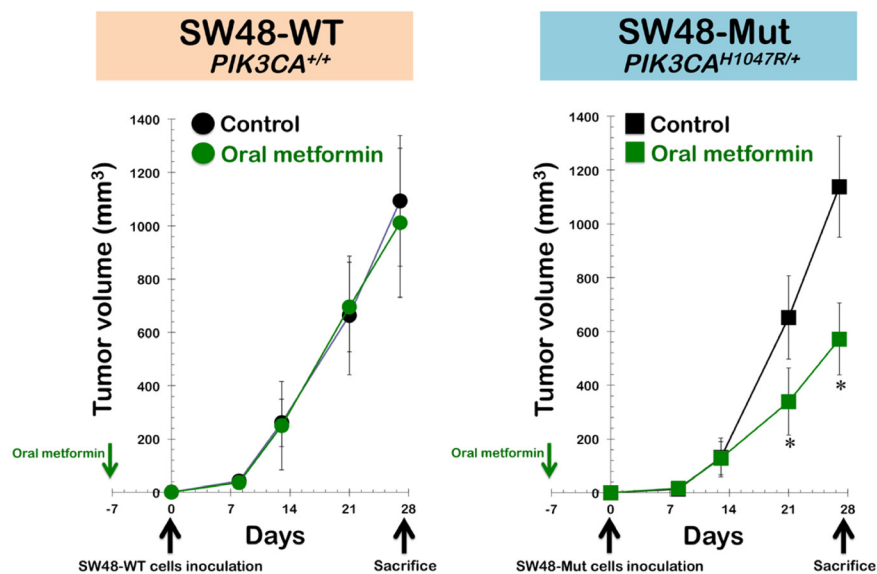 SW48-WT
PIK3CA+/+
Control
Oral metformin
Tumor volume (mm3)
1400
1200
1000
800
600
400
200
0
Oral metformin
-7
0
7
14
21
28
Days
SW48-WT cells inoculation
Sacrifice
SW48-Mut
PIK3CAH1047R/+
Control
Oral metformin
Tumor volume (mm3)
1400
1200
1000
800
600
400
200
0
*
*
Oral metformin
-7
0
7
14
21
28
Days
SW48-Mut cells inoculation
Sacrifice